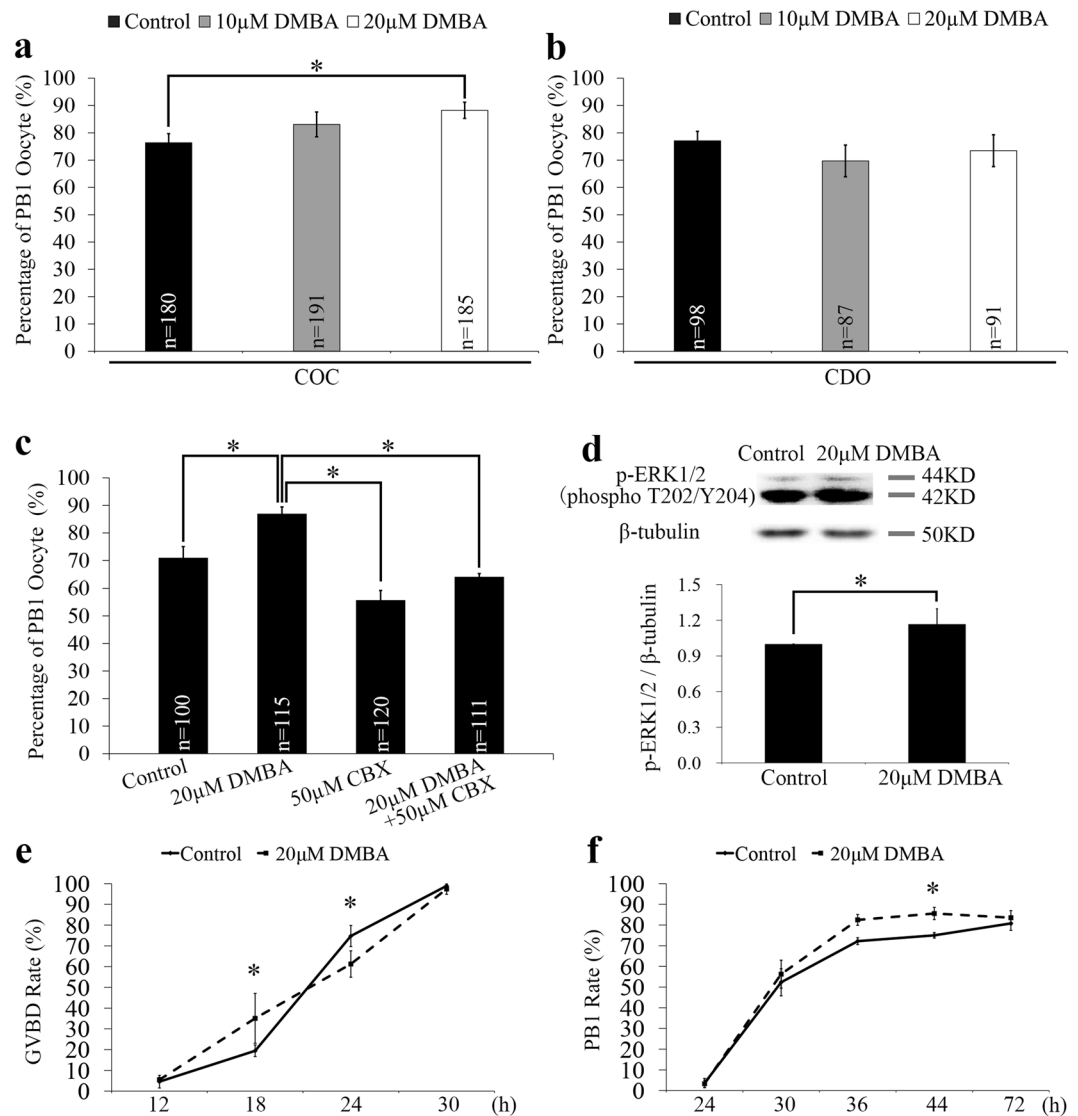 Control 10µM DMBA 20µM DMBA
a
*
Percentage of PB1 Oocyte (%)
100
90
80
70
60
50
40
30
20
10
0
n=180
n=191
n=185
COC
Control 10µM DMBA 20µM DMBA
b
Percentage of PB1 Oocyte (%)
100
90
80
70
60
50
40
30
20
10
0
n=98
n=87
n=91
CDO
c
*
*
*
Percentage of PB1 Oocyte (%)
100
90
80
70
60
50
40
30
20
10
0
n=100
n=115
n=120
n=111
Control
20µM DMBA
50µM CBX
20µM DMBA
+50µM CBX
d
Control 20µM DMBA
p-ERK1/2
(phospho T202/Y204)
44KD
42KD
β-tubulin
50KD
*
p-ERK1/2 / β-tubulin
1.5
1.2
0.9
0.6
0.3
0.0
Control
20µM DMBA
e
Control 20µM DMBA
GVBD Rate (%)
100
90
80
70
60
50
40
30
20
10
0
*
*
12 18 24 30 (h)
f
Control 20µM DMBA
PB1 Rate (%)
100
90
80
70
60
50
40
30
20
10
0
*
24 30 36 44 72 (h)